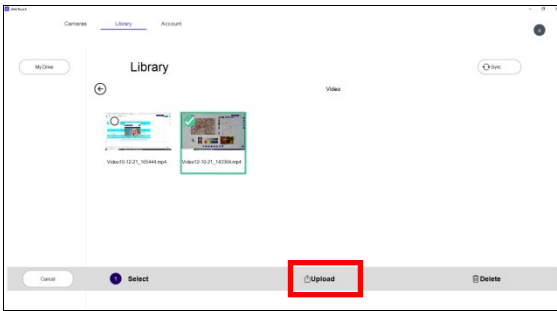 Cameras Library Account
My Drive
Library
Sync
Video
Video10-12-21_165444.mp4
Video12-10-21_143304.mp4
Cancel
1 Select
Upload
Delete